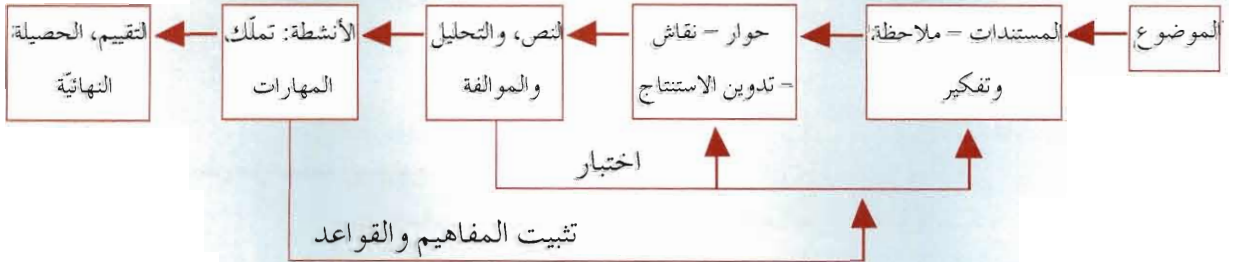 الموضوع
المستندات – ملاحظة،
وتفكير
حوار – نقاش
– تدوين الاستنتاج
النص، والتحليل
والموالفة
الأنشطة: تملّك،
المهارات
التقييم، الحصيلة
النهائيّة
اختبار
تثبيت المفاهيم والقواعد